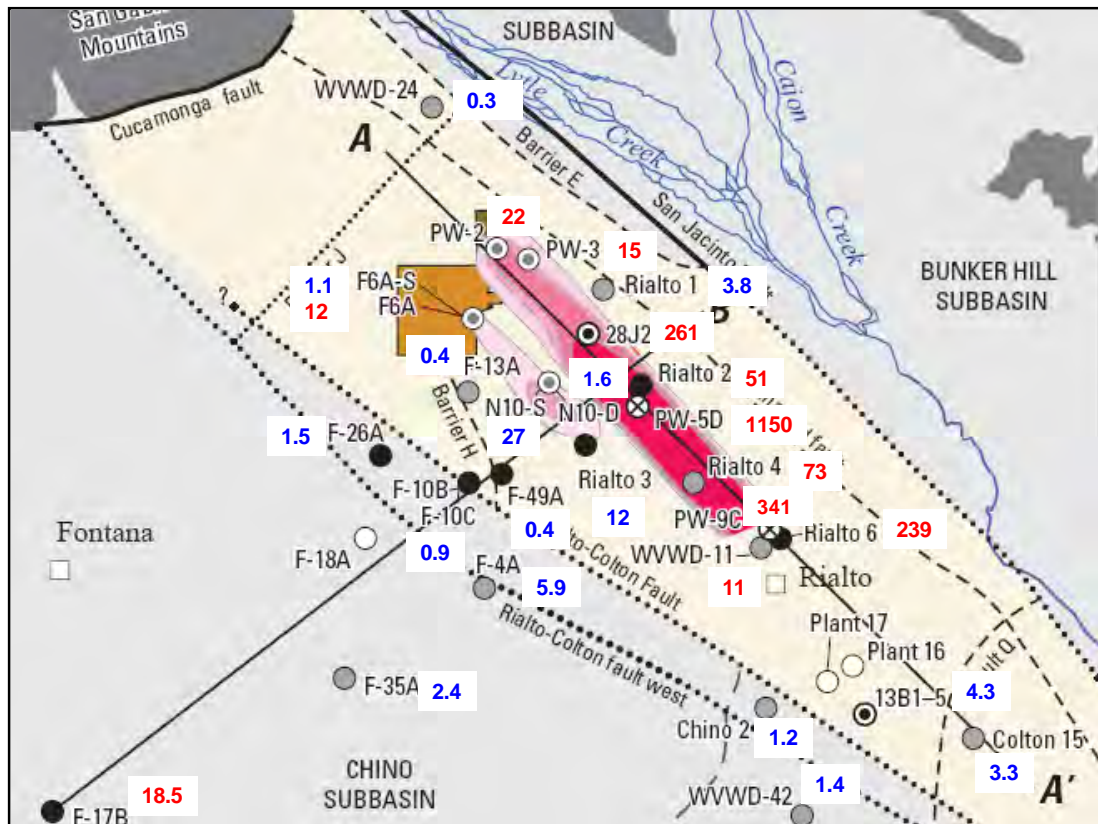 San Gab
Mountains
SUBBASIN
WVWD-24
0.3
Cucamonga fault
Lytle
Creek
Cajon
Creek
A
Barrier E
San Jacinto
22
PW-2
PW-3
15
Rialto 1
3.8
B
BUNKER HILL
SUBBASIN
J
1.1
12
F6A-S
F6A
?
28J2
261
0.4
F-13A
1.6
Rialto 2
51
N10-S
N10-D
PW-5D
1150
Barrier H
27
1.5
F-26A
fault
Rialto 3
Rialto 4
73
F-10B
F-49A
F-10C
12
341
PW-9C
Rialto 6
239
Fontana
0.4
0.9
F-18A
lto-Colton Fault
WVWD-11
F-4A
5.9
11
Rialto
Rialto-Colton fault west
Plant 17
Plant 16
ult Q
F-35A
2.4
4.3
13B1–5
Chino 2
1.2
Colton 15
3.3
A′
CHINO
SUBBASIN
1.4
WVWD-42
18.5
F-17B